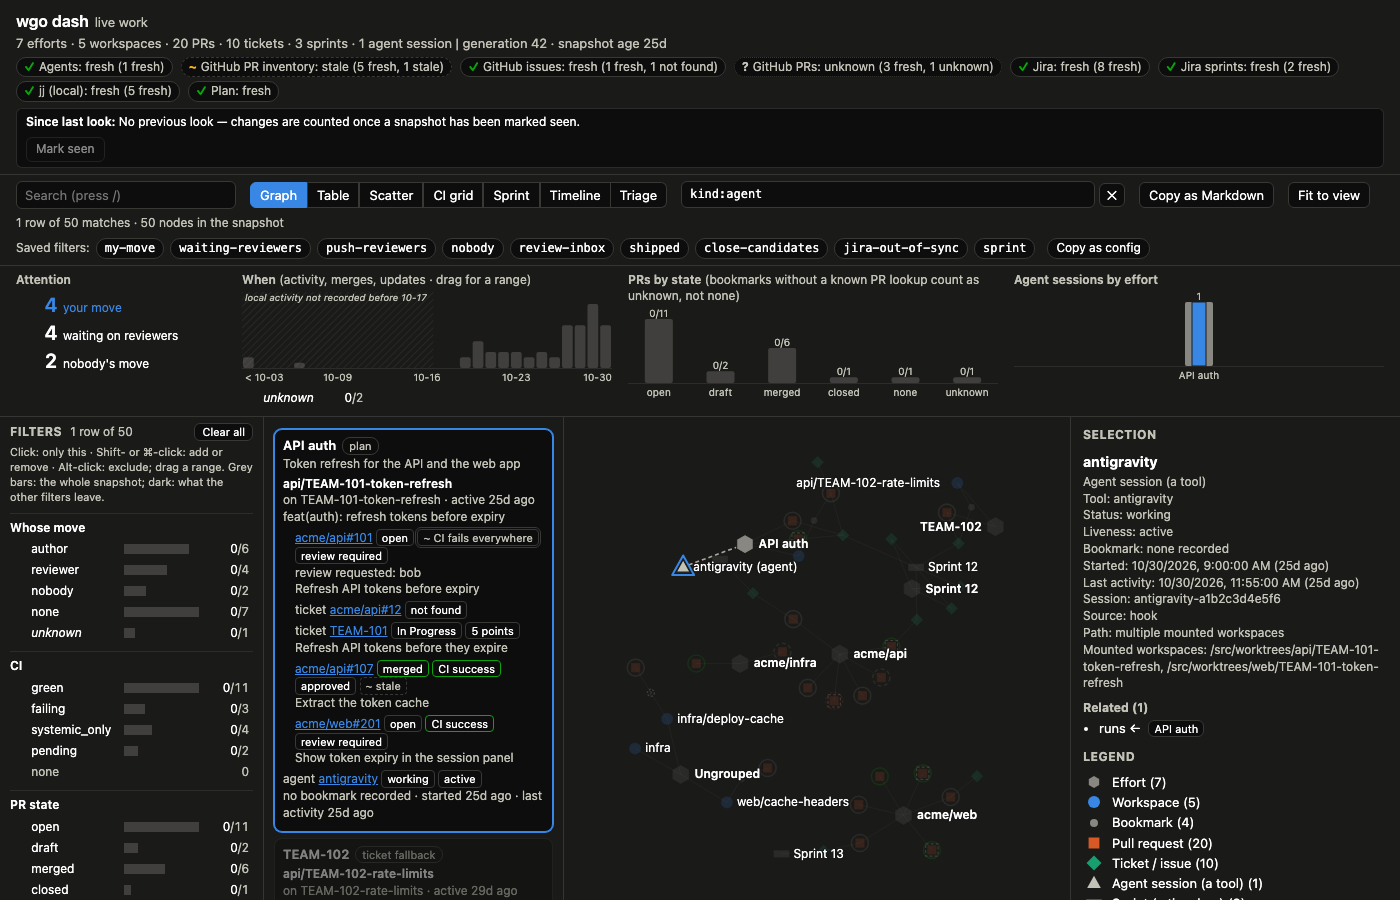 wgo dash live work
7 efforts · 5 workspaces · 20 PRs · 10 tickets · 3 sprints · 1 agent session | generation 42 · snapshot age 25d
✓ Agents: fresh (1 fresh)
~ GitHub PR inventory: stale (5 fresh, 1 stale)
✓ GitHub issues: fresh (1 fresh, 1 not found)
? GitHub PRs: unknown (3 fresh, 1 unknown)
✓ Jira: fresh (8 fresh)
✓ Jira sprints: fresh (2 fresh)
✓ jj (local): fresh (5 fresh)
✓ Plan: fresh
Since last look: No previous look — changes are counted once a snapshot has been marked seen.
Mark seen
Search (press /)
Graph Table Scatter CI grid Sprint Timeline Triage
kind:agent
✕
Copy as Markdown
Fit to view
1 row of 50 matches · 50 nodes in the snapshot
Saved filters: my-move waiting-reviewers push-reviewers nobody review-inbox shipped close-candidates jira-out-of-sync sprint Copy as config
Attention
4 your move
4 waiting on reviewers
2 nobody's move
When (activity, merges, updates · drag for a range)
local activity not recorded before 10-17
< 10-03 10-09 10-16 10-23 10-30
unknown 0/2
PRs by state (bookmarks without a known PR lookup count as
unknown, not none)
0/11 0/2 0/6 0/1 0/1 0/1
open draft merged closed none unknown
Agent sessions by effort
1
API auth
FILTERS 1 row of 50
Clear all
Click: only this · Shift- or ⌘-click: add or
remove · Alt-click: exclude; drag a range. Grey
bars: the whole snapshot; dark: what the
other filters leave.
Whose move
author 0/6
reviewer 0/4
nobody 0/2
none 0/7
unknown 0/1
CI
green 0/11
failing 0/3
systemic_only 0/4
pending 0/2
none 0
PR state
open 0/11
draft 0/2
merged 0/6
closed 0/1
API auth plan
Token refresh for the API and the web app
api/TEAM-101-token-refresh
on TEAM-101-token-refresh · active 25d ago
feat(auth): refresh tokens before expiry
acme/api#101 open ~ CI fails everywhere
review required
review requested: bob
Refresh API tokens before expiry
ticket acme/api#12 not found
ticket TEAM-101 In Progress 5 points
Refresh API tokens before they expire
acme/api#107 merged CI success
approved ~ stale
Extract the token cache
acme/web#201 open CI success
review required
Show token expiry in the session panel
agent antigravity working active
no bookmark recorded · started 25d ago · last
activity 25d ago
TEAM-102 ticket fallback
api/TEAM-102-rate-limits
on TEAM-102-rate-limits · active 29d ago
api/TEAM-102-rate-limits
TEAM-102
API auth
antigravity (agent)
Sprint 12
Sprint 12
acme/api
acme/infra
infra/deploy-cache
infra
Ungrouped
web/cache-headers
acme/web
Sprint 13
SELECTION
antigravity
Agent session (a tool)
Tool: antigravity
Status: working
Liveness: active
Bookmark: none recorded
Started: 10/30/2026, 9:00:00 AM (25d ago)
Last activity: 10/30/2026, 11:55:00 AM (25d ago)
Session: antigravity-a1b2c3d4e5f6
Source: hook
Path: multiple mounted workspaces
Mounted workspaces: /src/worktrees/api/TEAM-101-
token-refresh, /src/worktrees/web/TEAM-101-token-
refresh
Related (1)
• runs ← API auth
LEGEND
Effort (7)
Workspace (5)
Bookmark (4)
Pull request (20)
Ticket / issue (10)
Agent session (a tool) (1)